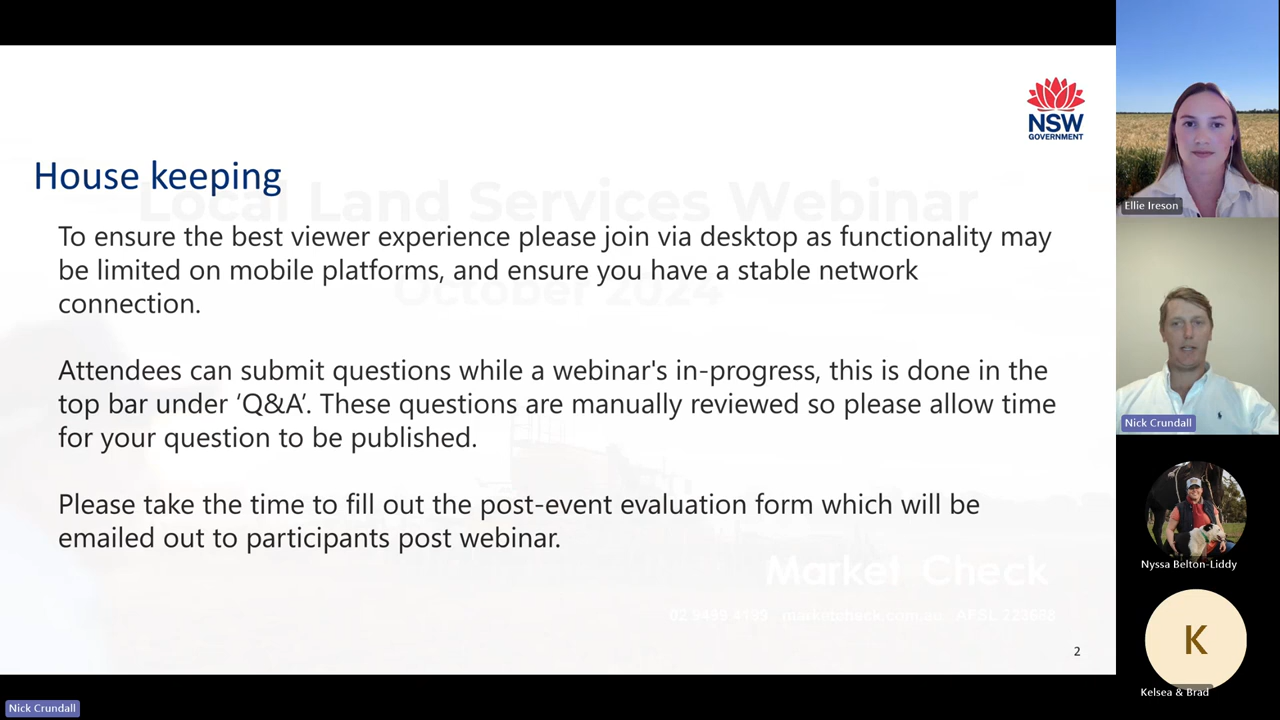 NSW
GOVERNMENT
House keeping
Local Land Services Webinar
To ensure the best viewer experience please join via desktop as functionality may
be limited on mobile platforms, and ensure you have a stable network
connection.
October 2024
Attendees can submit questions while a webinar's in-progress, this is done in the
top bar under ‘Q&A’. These questions are manually reviewed so please allow time
for your question to be published.
Please take the time to fill out the post-event evaluation form which will be
emailed out to participants post webinar.
Market Check
marketcheck.com.au
2
Nick Crundall
Ellie Ireson
Nick Crundall
Nyssa Belton-Liddy
K
Kelsea & Brad